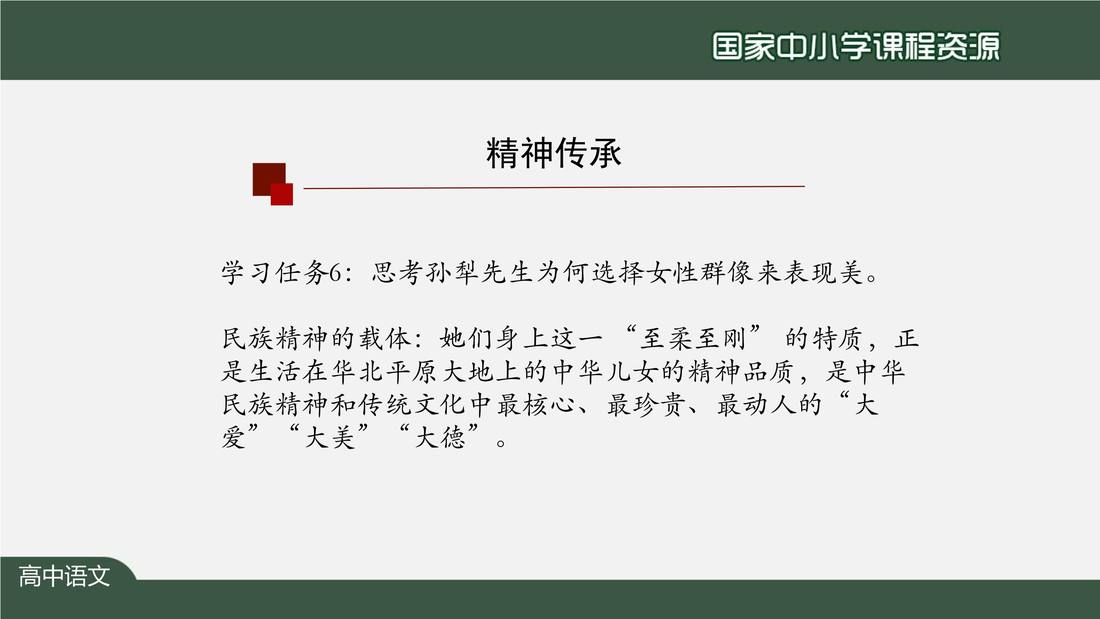 国家中小学课程资源
精神传承
学习任务6：思考孙犁先生为何选择女性群像来表现美。
民族精神的载体：她们身上这一 “至柔至刚” 的特质，正
是生活在华北平原大地上的中华儿女的精神品质，是中华
民族精神和传统文化中最核心、最珍贵、最动人的“大
爱” “大美” “大德”。
高中语文